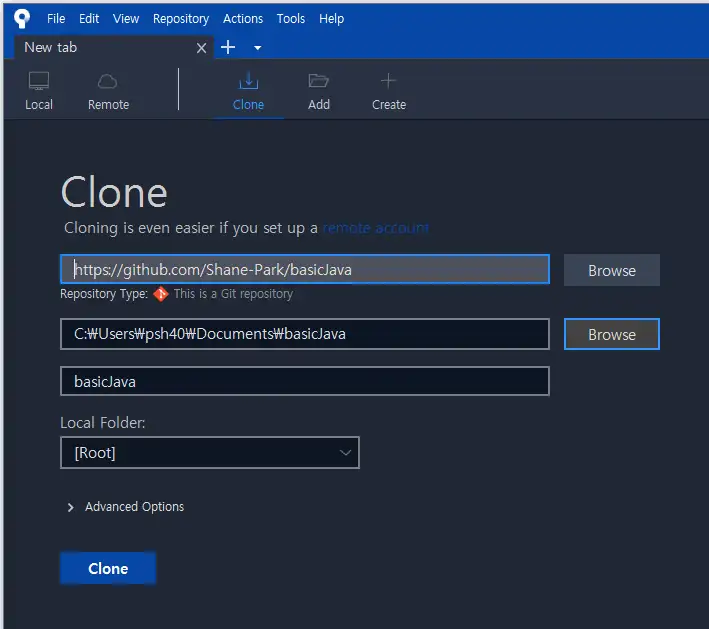 File Edit View Repository Actions Tools Help
New tab
Local Remote Clone Add Create
Clone
Cloning is even easier if you set up a remote account
https://github.com/Shane-Park/basicJava Browse
Repository Type: This is a Git repository
C:₩Users₩psh40₩Documents₩basicJava Browse
basicJava
Local Folder:
[Root]
Advanced Options
Clone